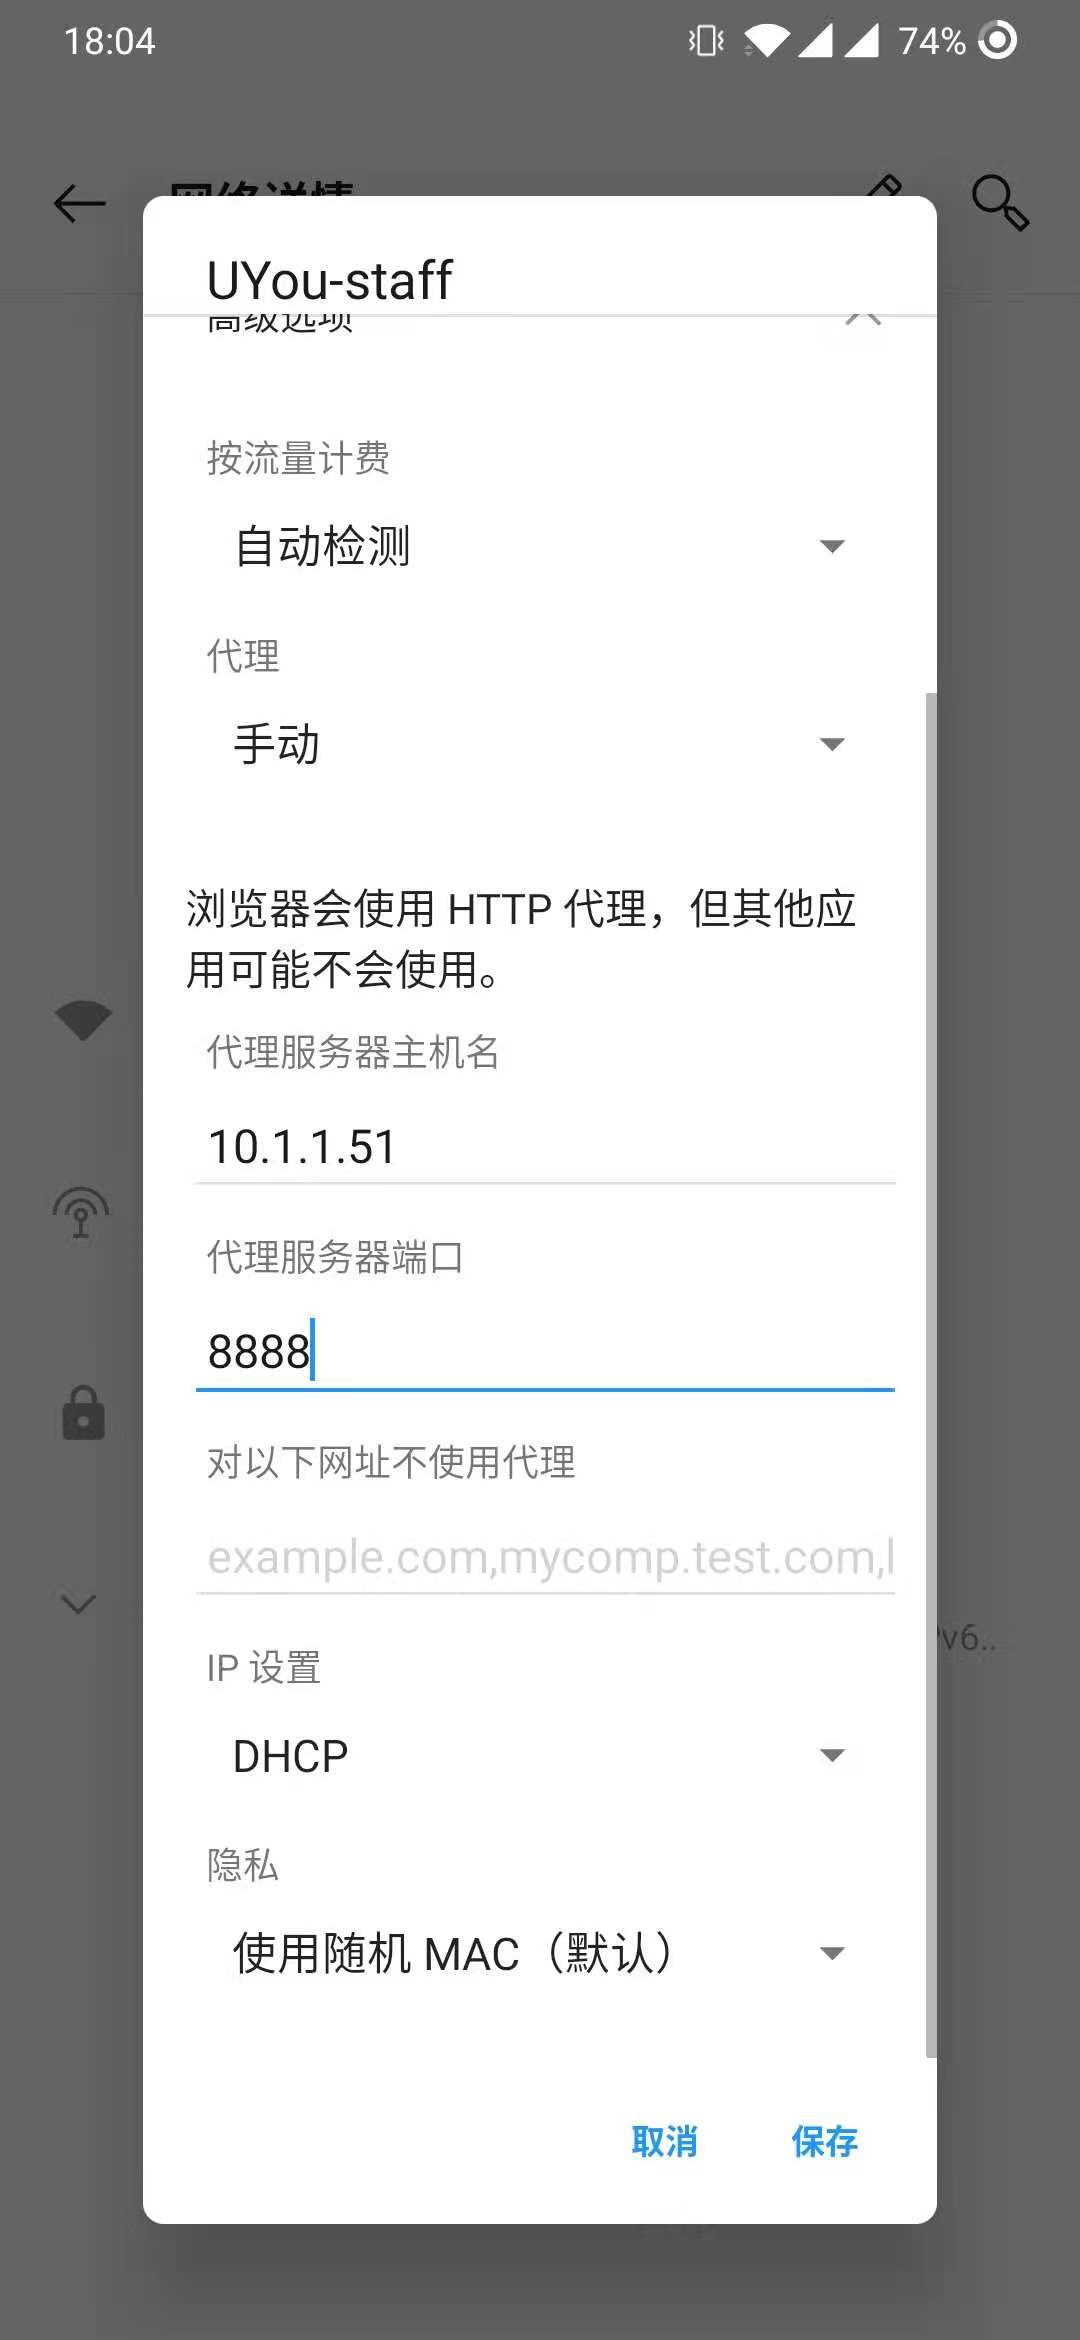 18:04
74%
网络详情
UYou-staff
高级选项
按流量计费
自动检测
代理
手动
浏览器会使用 HTTP 代理，但其他应
用可能不会使用。
代理服务器主机名
10.1.1.51
代理服务器端口
8888
对以下网址不使用代理
example.com,mycomp.test.com,l
v6..
IP 设置
DHCP
隐私
使用随机 MAC（默认）
取消
保存